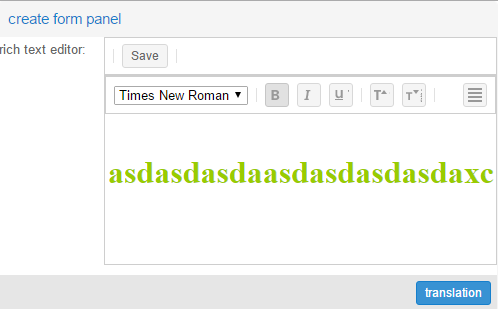 create form panel
rich text editor:
Save
Times New Roman B I U T T
asdasdasdaasdasdasdasdaxc
translation